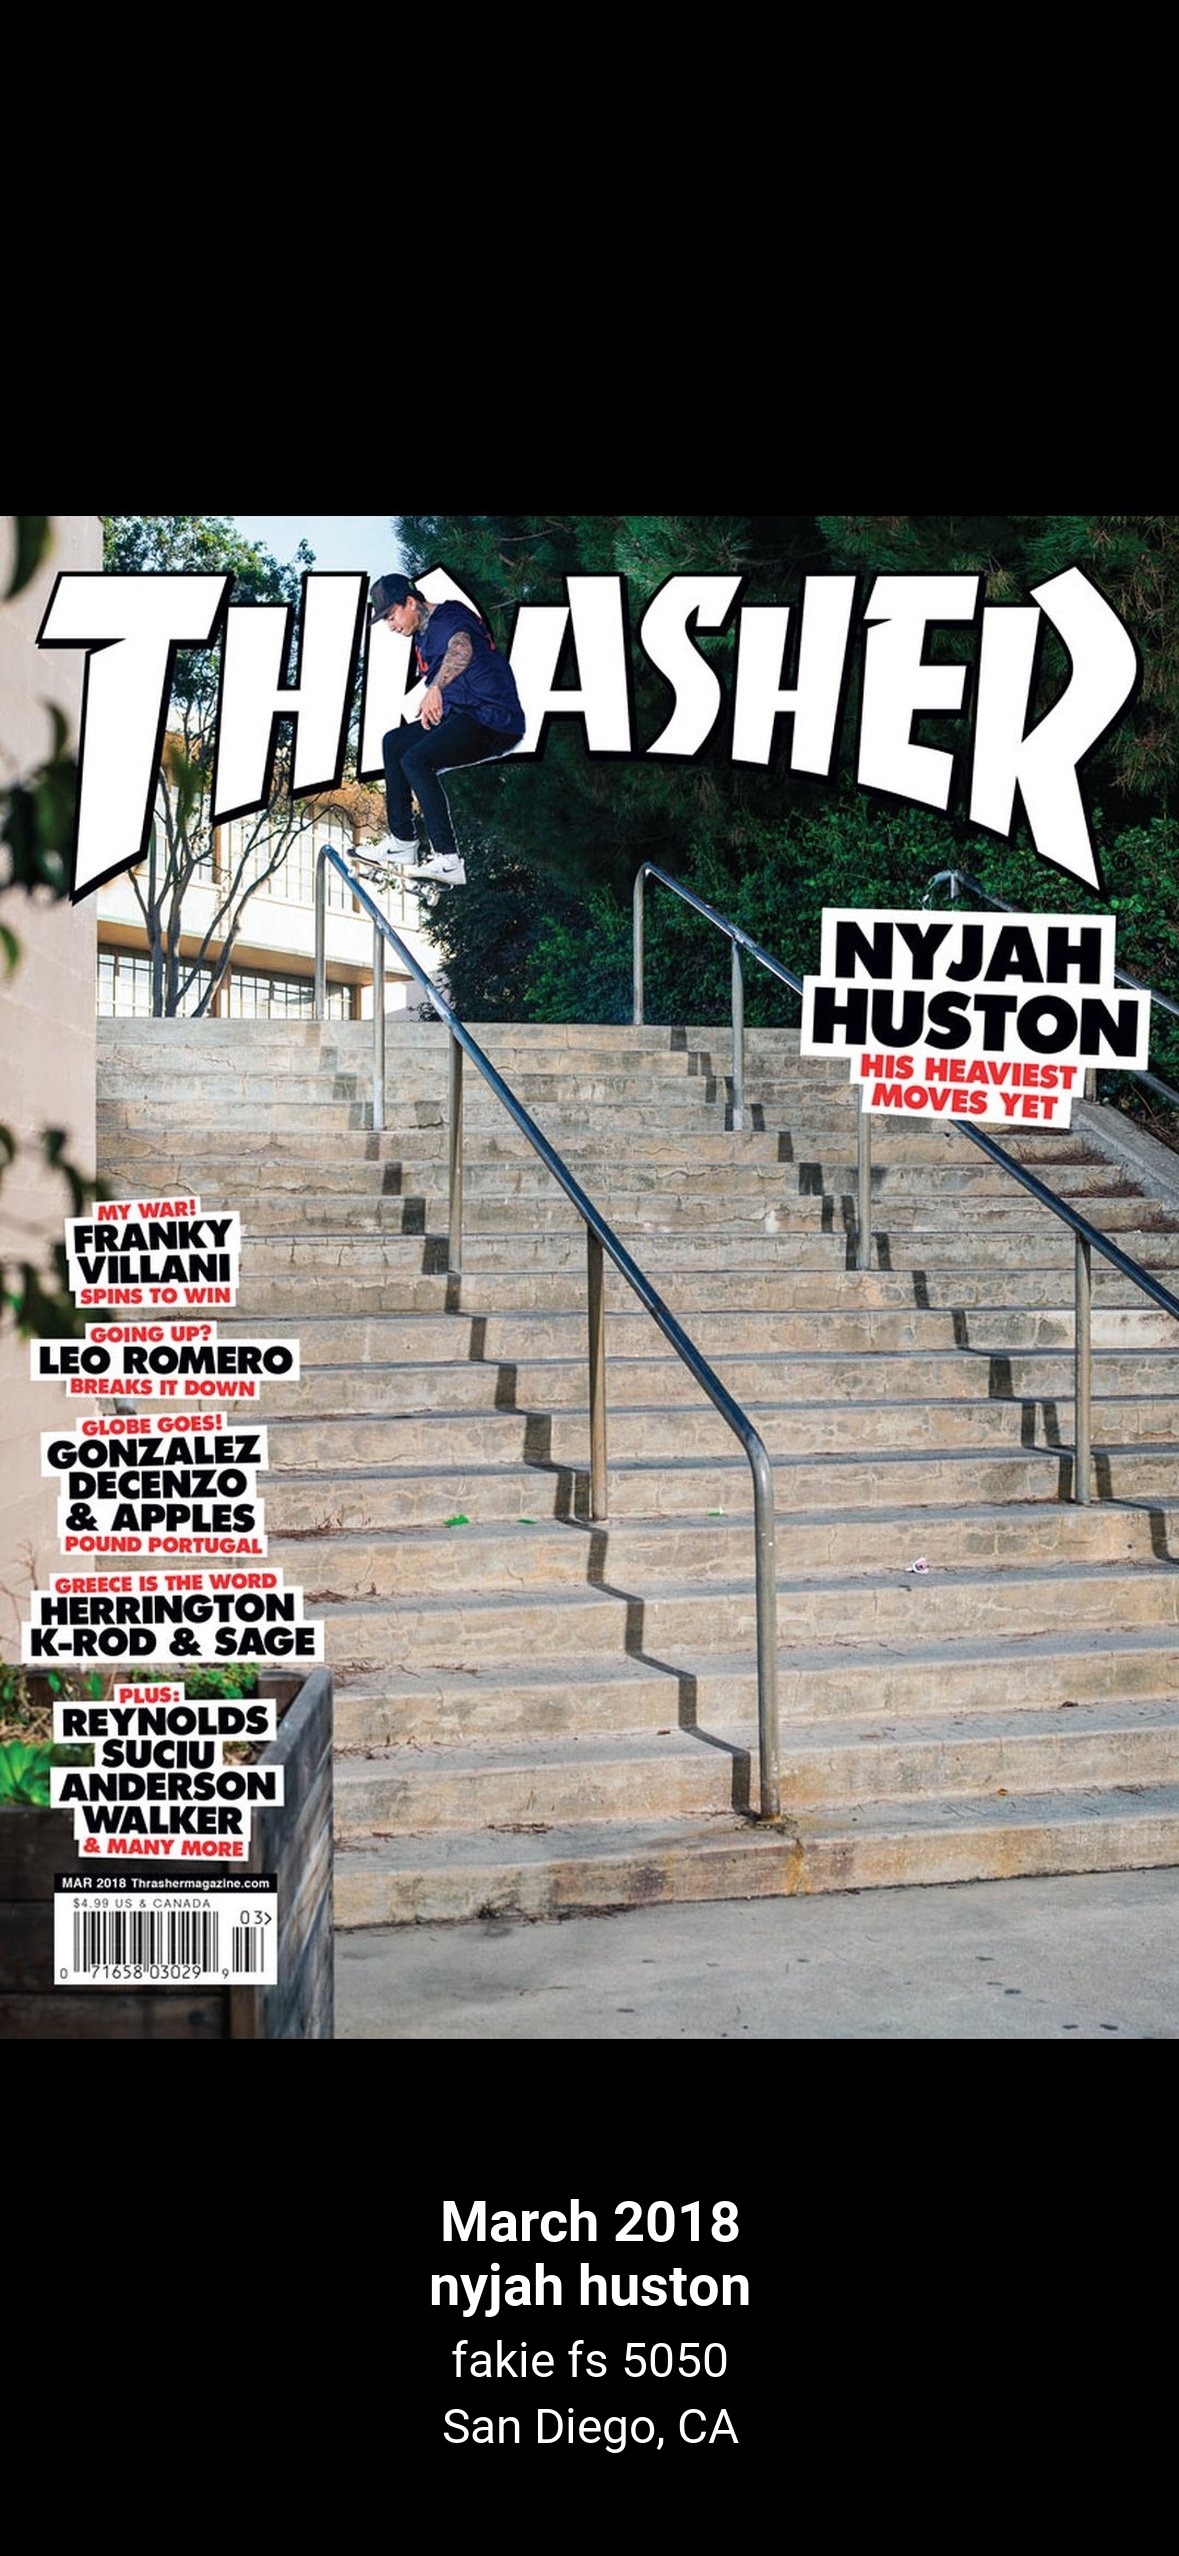 THRASHER
NYJAH
HUSTON
HIS HEAVIEST
MOVES YET
MY WAR!
FRANKY
VILLANI
SPINS TO WIN
GOING UP?
LEO ROMERO
BREAKS IT DOWN
GLOBE GOES!
GONZALEZ
DECENZO
& APPLES
POUND PORTUGAL
GREECE IS THE WORD
HERRINGTON
K-ROD & SAGE
PLUS:
REYNOLDS
SUCIU
ANDERSON
WALKER
& MANY MORE
MAR 2018 Thrashermagazine.com
$4.99 US & CANADA
03>
0 71658 03029 9
March 2018
nyjah huston
fakie fs 5050
San Diego, CA